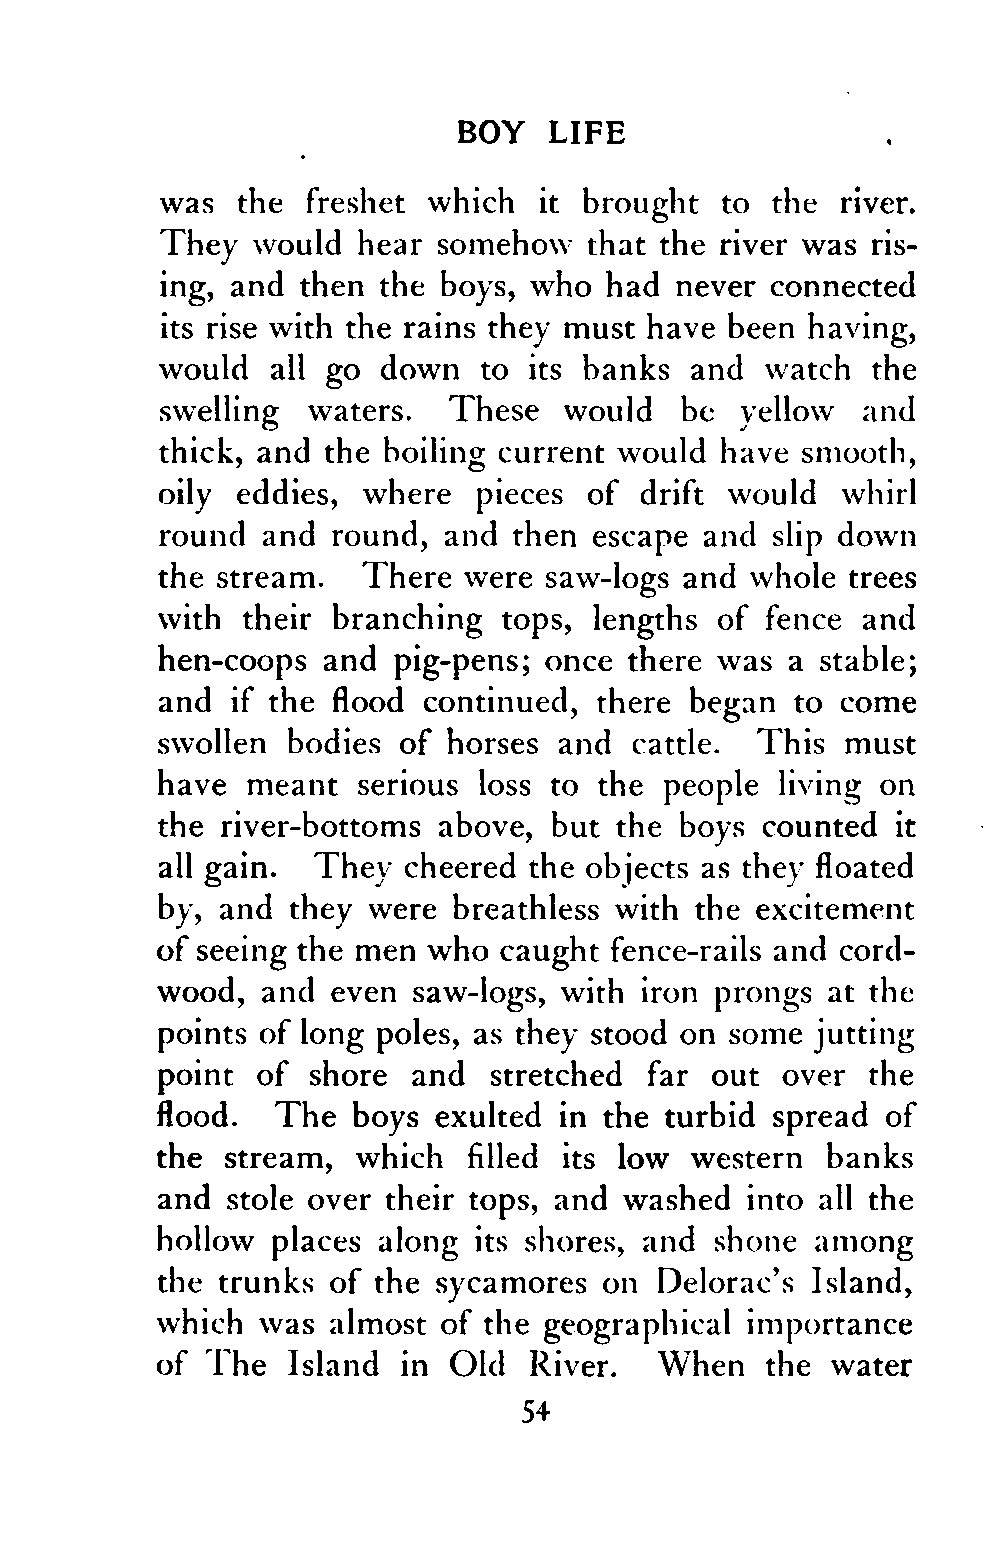 BOY LIFE
was the freshet which it brought to the river.
They would hear somehow that the river was ris-
ing, and then the boys, who had never connected
its rise with the rains they must have been having,
would all go down to its banks and watch the
swelling waters. These would be yellow and
thick, and the boiling current would have smooth,
oily eddies, where pieces of drift would whirl
round and round, and then escape and slip down
the stream. There were saw-logs and whole trees
with their branching tops, lengths of fence and
hen-coops and pig-pens; once there was a stable;
and if the flood continued, there began to come
swollen bodies of horses and cattle. This must
have meant serious loss to the people living on
the river-bottoms above, but the boys counted it
all gain. They cheered the objects as they floated
by, and they were breathless with the excitement
of seeing the men who caught fence-rails and cord-
wood, and even saw-logs, with iron prongs at the
points of long poles, as they stood on some jutting
point of shore and stretched far out over the
flood. The boys exulted in the turbid spread of
the stream, which filled its low western banks
and stole over their tops, and washed into all the
hollow places along its shores, and shone among
the trunks of the sycamores on Delorac's Island,
which was almost of the geographical importance
of The Island in Old River. When the water
54